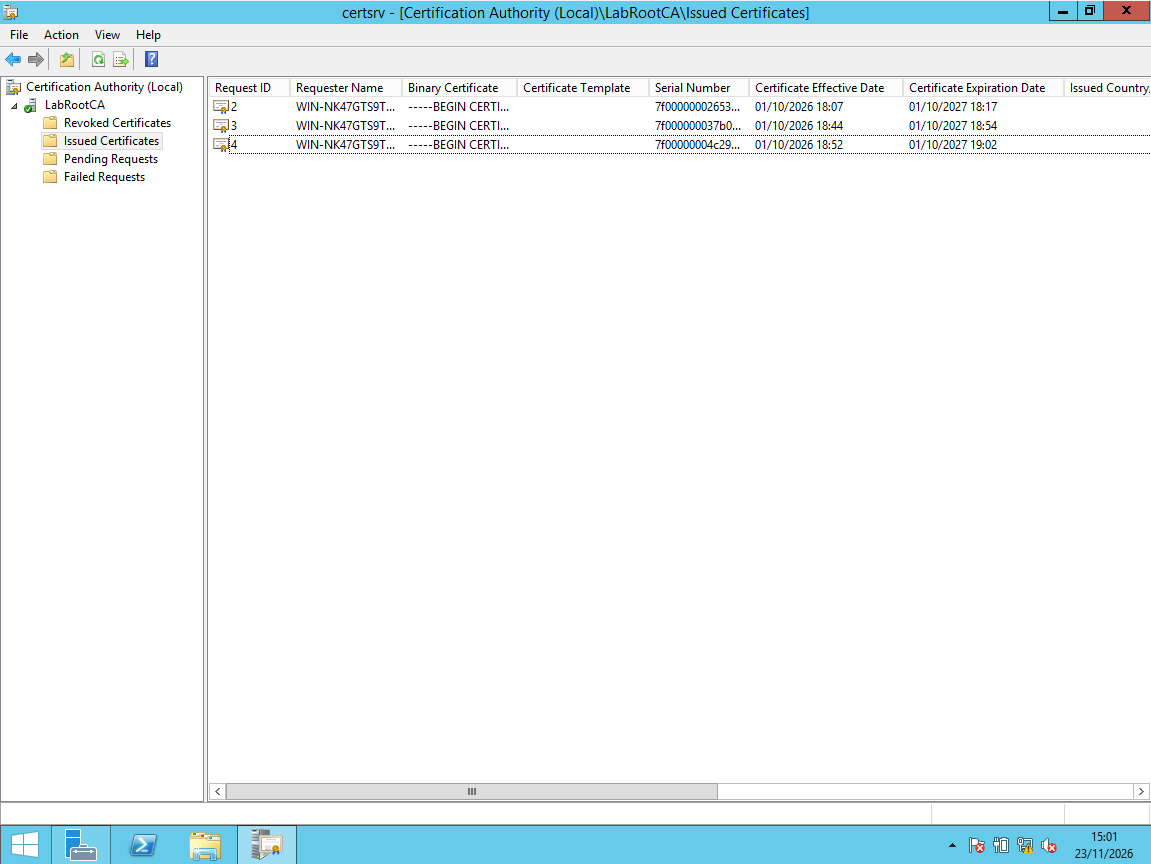 certsrv - [Certification Authority (Local)\LabRootCA\Issued Certificates]
File Action View Help
Certification Authority (Local)
LabRootCA
Revoked Certificates
Issued Certificates
Pending Requests
Failed Requests
Request ID Requester Name Binary Certificate Certificate Template Serial Number Certificate Effective Date Certificate Expiration Date Issued Country,
2 WIN-NK47GTS9T... -----BEGIN CERTI... 7f00000002653... 01/10/2026 18:07 01/10/2027 18:17
3 WIN-NK47GTS9T... -----BEGIN CERTI... 7f000000037b0... 01/10/2026 18:44 01/10/2027 18:54
4 WIN-NK47GTS9T... -----BEGIN CERTI... 7f00000004c29... 01/10/2026 18:52 01/10/2027 19:02
15:01
23/11/2026